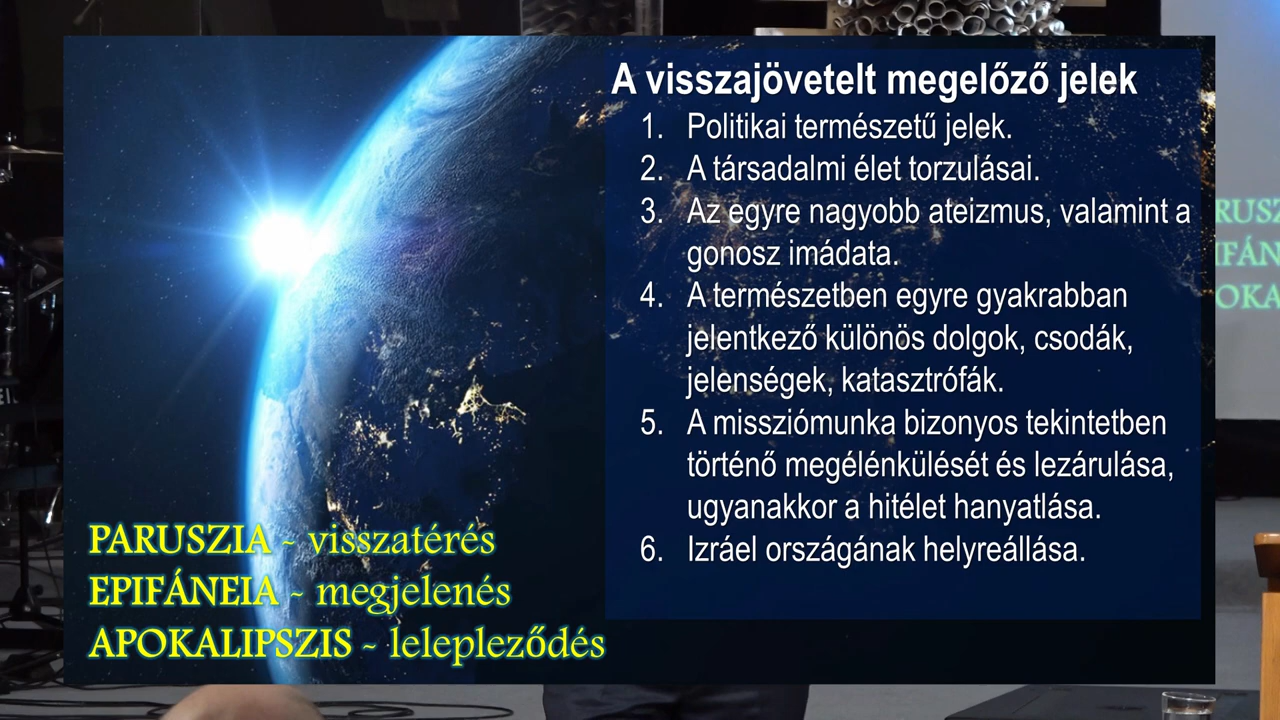 A visszajövetelt megelőző jelek
1. Politikai természetű jelek.
2. A társadalmi élet torzulásai.
3. Az egyre nagyobb ateizmus, valamint a
gonosz imádata.
4. A természetben egyre gyakrabban
jelentkező különös dolgok, csodák,
jelenségek, katasztrófák.
5. A missziómunka bizonyos tekintetben
történő megélénkülését és lezárulása,
ugyanakkor a hitélet hanyatlása.
6. Izráel országának helyreállása.
PARUSZIA - visszatérés
EPIFÁNEIA - megjelenés
APOKALIPSZIS - lelepleződés